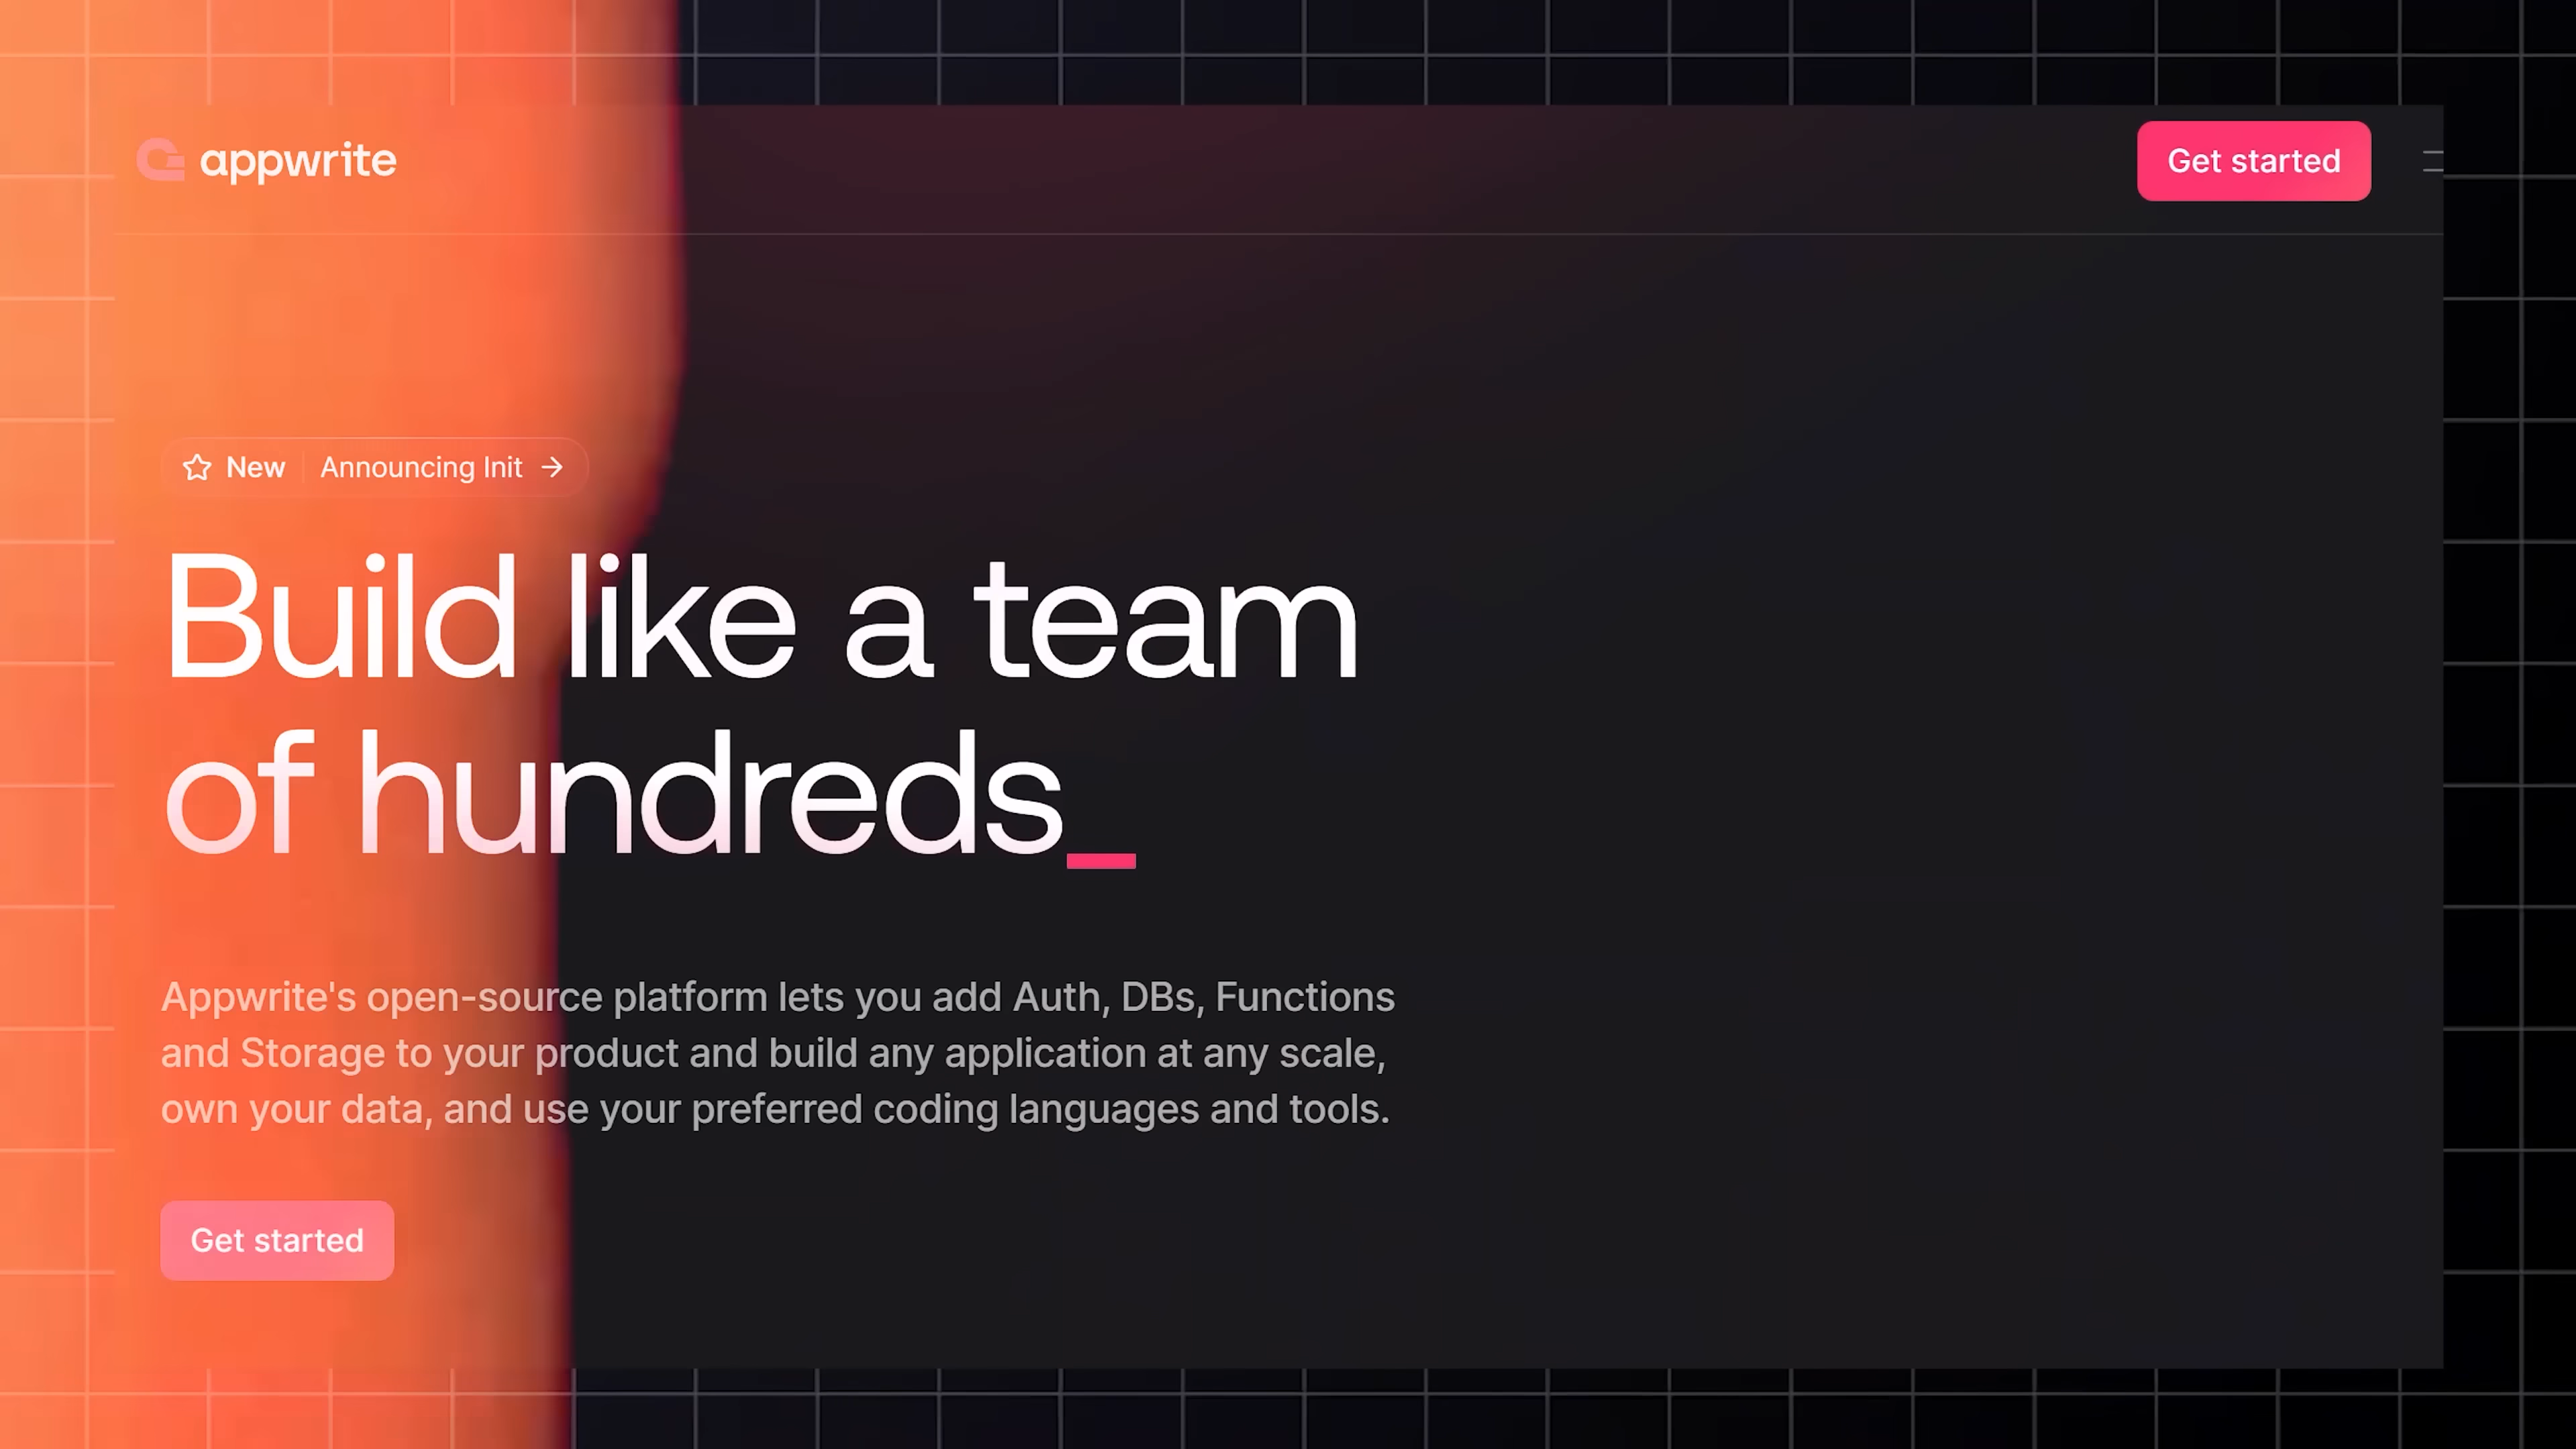 appwrite
Get started
New
Announcing Init →
Build like a team
of hundreds_
Appwrite's open-source platform lets you add Auth, DBs, Functions
and Storage to your product and build any application at any scale,
own your data, and use your preferred coding languages and tools.
Get started